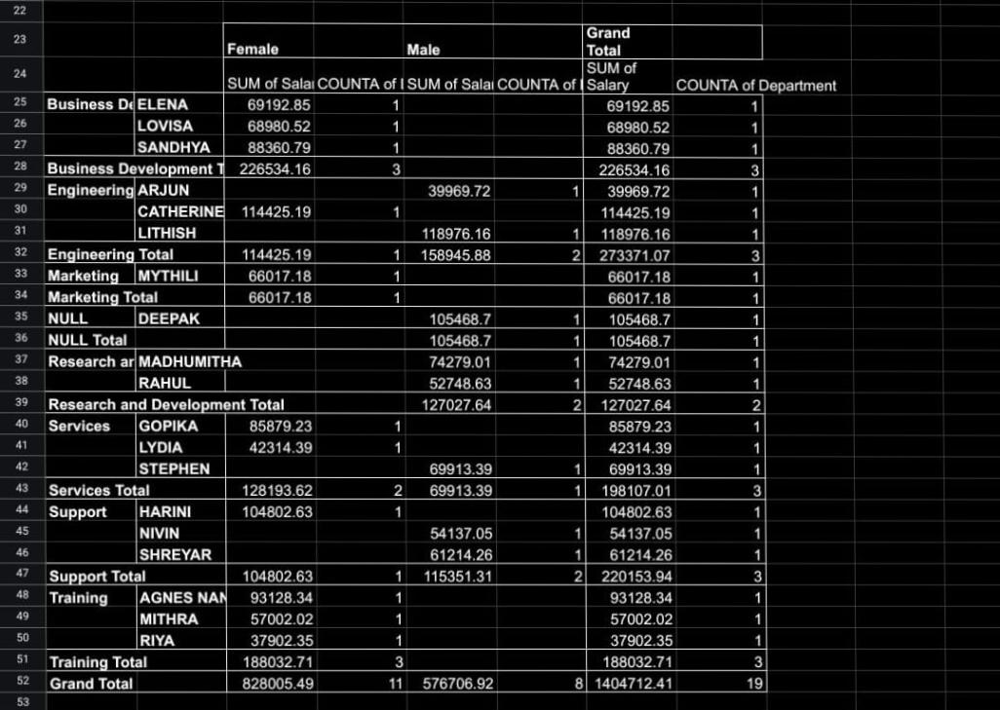 22
23 Female Male Grand Total
24 SUM of Salar COUNTA of I SUM of Salar COUNTA of I SUM of Salary COUNTA of Department
25 Business De ELENA 69192.85 1 69192.85 1
26 LOVISA 68980.52 1 68980.52 1
27 SANDHYA 88360.79 1 88360.79 1
28 Business Development T 226534.16 3 226534.16 3
29 Engineering ARJUN 39969.72 1 39969.72 1
30 CATHERINE 114425.19 1 114425.19 1
31 LITHISH 118976.16 1 118976.16 1
32 Engineering Total 114425.19 1 158945.88 2 273371.07 3
33 Marketing MYTHILI 66017.18 1 66017.18 1
34 Marketing Total 66017.18 1 66017.18 1
35 NULL DEEPAK 105468.7 1 105468.7 1
36 NULL Total 105468.7 1 105468.7 1
37 Research ar MADHUMITHA 74279.01 1 74279.01 1
38 RAHUL 52748.63 1 52748.63 1
39 Research and Development Total 127027.64 2 127027.64 2
40 Services GOPIKA 85879.23 1 85879.23 1
41 LYDIA 42314.39 1 42314.39 1
42 STEPHEN 69913.39 1 69913.39 1
43 Services Total 128193.62 2 69913.39 1 198107.01 3
44 Support HARINI 104802.63 1 104802.63 1
45 NIVIN 54137.05 1 54137.05 1
46 SHREYAR 61214.26 1 61214.26 1
47 Support Total 104802.63 1 115351.31 2 220153.94 3
48 Training AGNES NAN 93128.34 1 93128.34 1
49 MITHRA 57002.02 1 57002.02 1
50 RIYA 37902.35 1 37902.35 1
51 Training Total 188032.71 3 188032.71 3
52 Grand Total 828005.49 11 576706.92 8 1404712.41 19
53